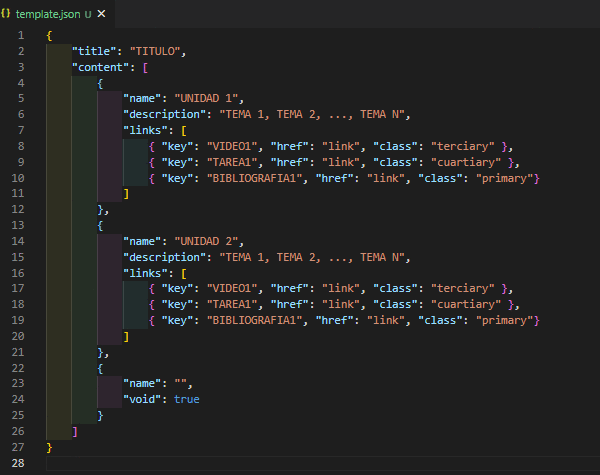 {} template.json U ×
1 {
2     "title": "TITULO",
3     "content": [
4         {
5             "name": "UNIDAD 1",
6             "description": "TEMA 1, TEMA 2, ..., TEMA N",
7             "links": [
8                 { "key": "VIDEO1", "href": "link", "class": "terciary" },
9                 { "key": "TAREA1", "href": "link", "class": "cuartiary" },
10                 { "key": "BIBLIOGRAFIA1", "href": "link", "class": "primary"}
11             ]
12         },
13         {
14             "name": "UNIDAD 2",
15             "description": "TEMA 1, TEMA 2, ..., TEMA N",
16             "links": [
17                 { "key": "VIDEO1", "href": "link", "class": "terciary" },
18                 { "key": "TAREA1", "href": "link", "class": "cuartiary" },
19                 { "key": "BIBLIOGRAFIA1", "href": "link", "class": "primary"}
20             ]
21         },
22         {
23             "name": "",
24             "void": true
25         }
26     ]
27 }
28